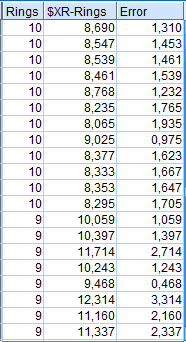 Rings $XR-Rings Error
10 8,690 1,310
10 8,547 1,453
10 8,539 1,461
10 8,461 1,539
10 8,768 1,232
10 8,235 1,765
10 8,065 1,935
10 9,025 0,975
10 8,377 1,623
10 8,333 1,667
10 8,353 1,647
10 8,295 1,705
9 10,059 1,059
9 10,397 1,397
9 11,714 2,714
9 10,243 1,243
9 9,468 0,468
9 12,314 3,314
9 11,160 2,160
9 11,337 2,337